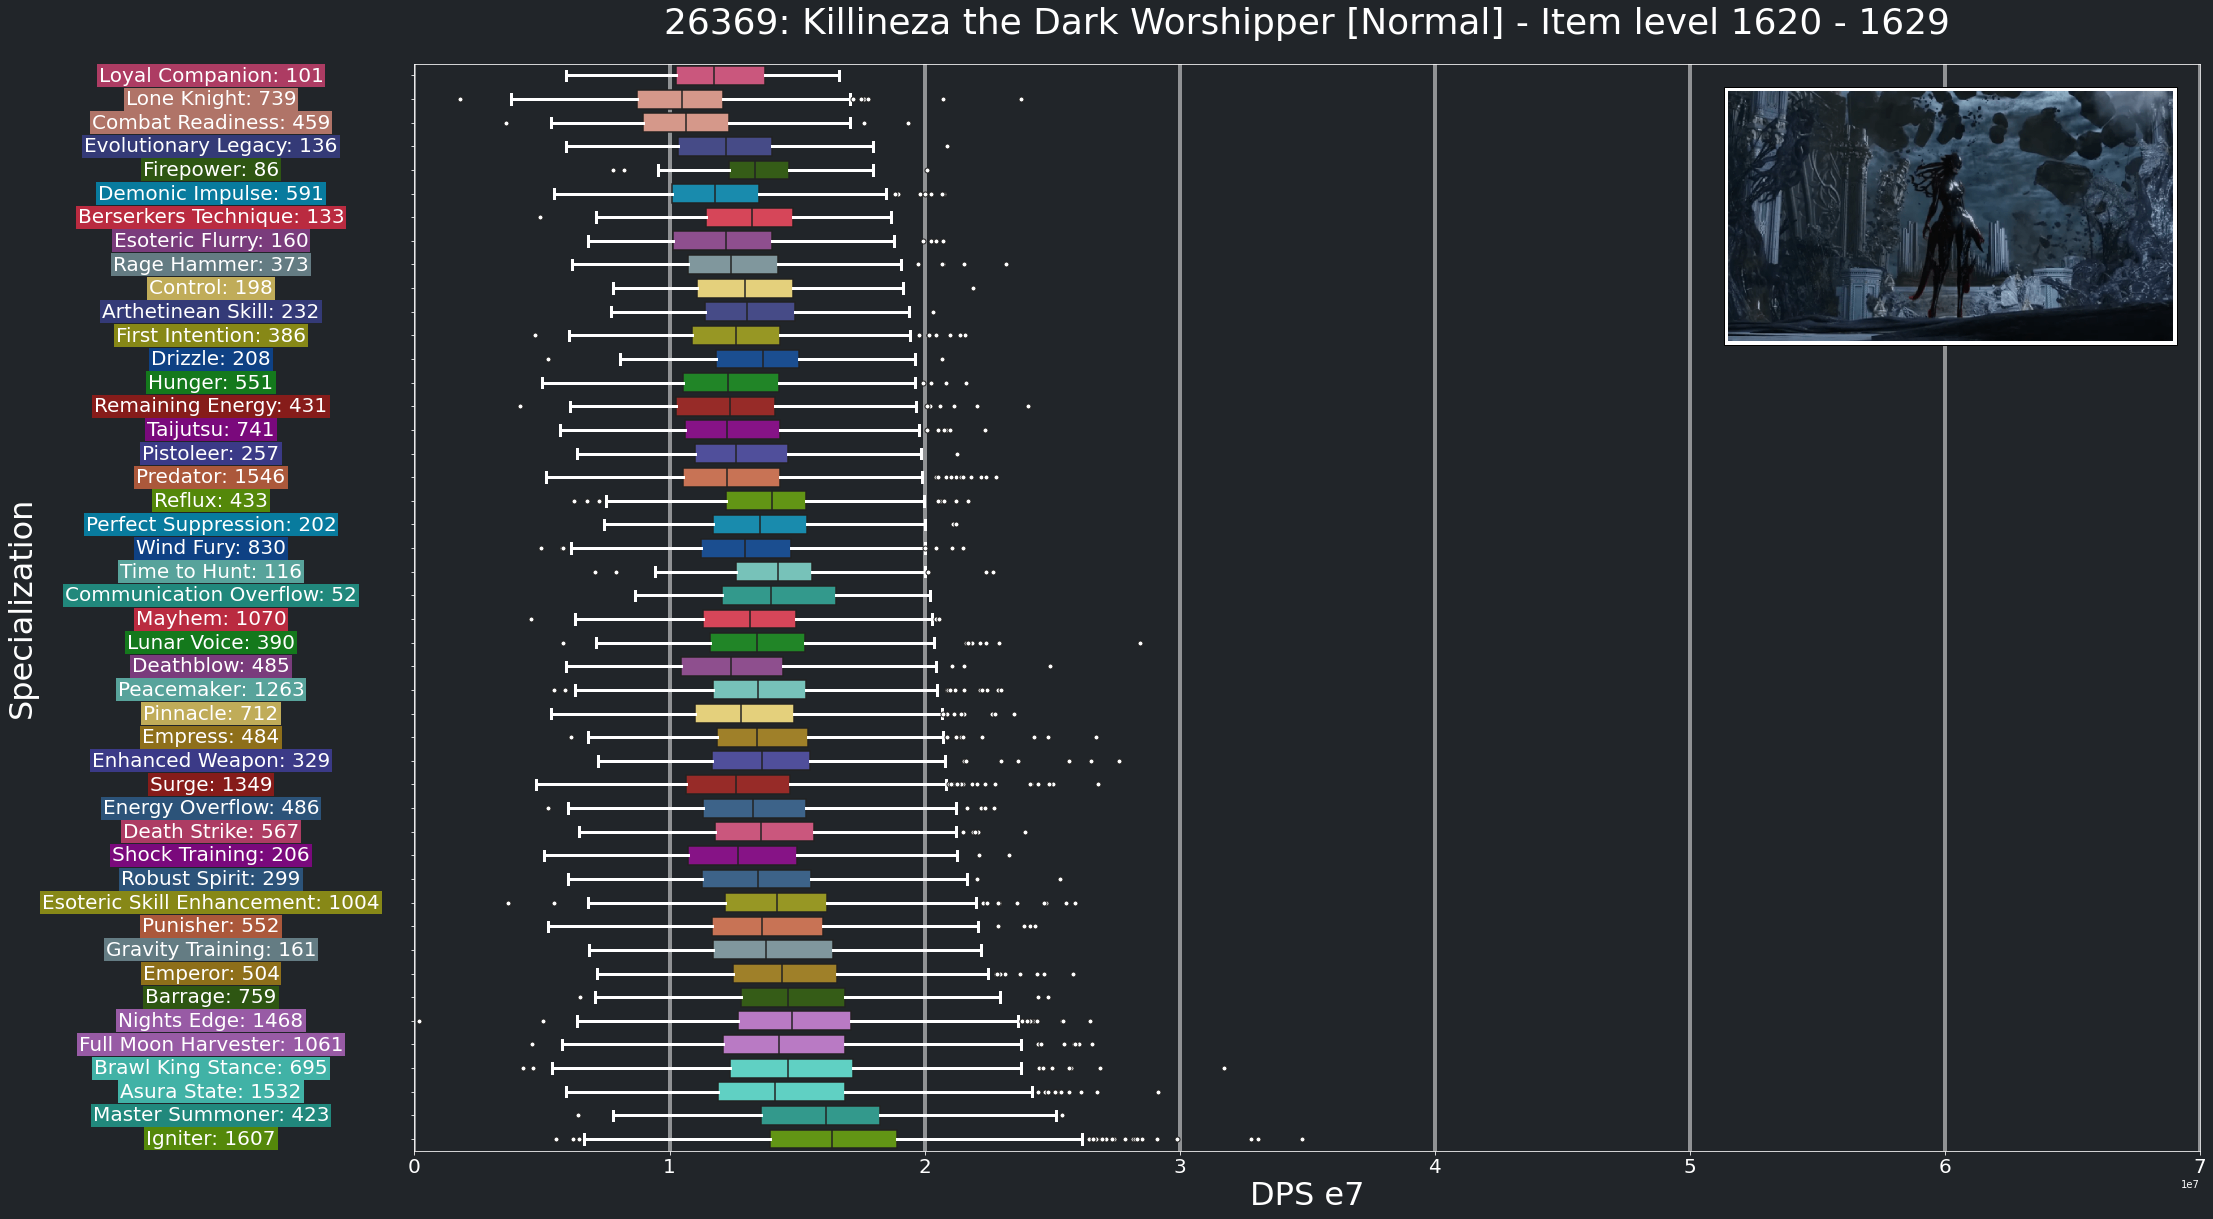 26369: Killineza the Dark Worshipper [Normal] - Item level 1620 - 1629
Specialization
Loyal Companion: 101
Lone Knight: 739
Combat Readiness: 459
Evolutionary Legacy: 136
Firepower: 86
Demonic Impulse: 591
Berserkers Technique: 133
Esoteric Flurry: 160
Rage Hammer: 373
Control: 198
Arthetinean Skill: 232
First Intention: 386
Drizzle: 208
Hunger: 551
Remaining Energy: 431
Taijutsu: 741
Pistoleer: 257
Predator: 1546
Reflux: 433
Perfect Suppression: 202
Wind Fury: 830
Time to Hunt: 116
Communication Overflow: 52
Mayhem: 1070
Lunar Voice: 390
Deathblow: 485
Peacemaker: 1263
Pinnacle: 712
Empress: 484
Enhanced Weapon: 329
Surge: 1349
Energy Overflow: 486
Death Strike: 567
Shock Training: 206
Robust Spirit: 299
Esoteric Skill Enhancement: 1004
Punisher: 552
Gravity Training: 161
Emperor: 504
Barrage: 759
Nights Edge: 1468
Full Moon Harvester: 1061
Brawl King Stance: 695
Asura State: 1532
Master Summoner: 423
Igniter: 1607
0 1 2 3 4 5 6 7
1e7
DPS e7